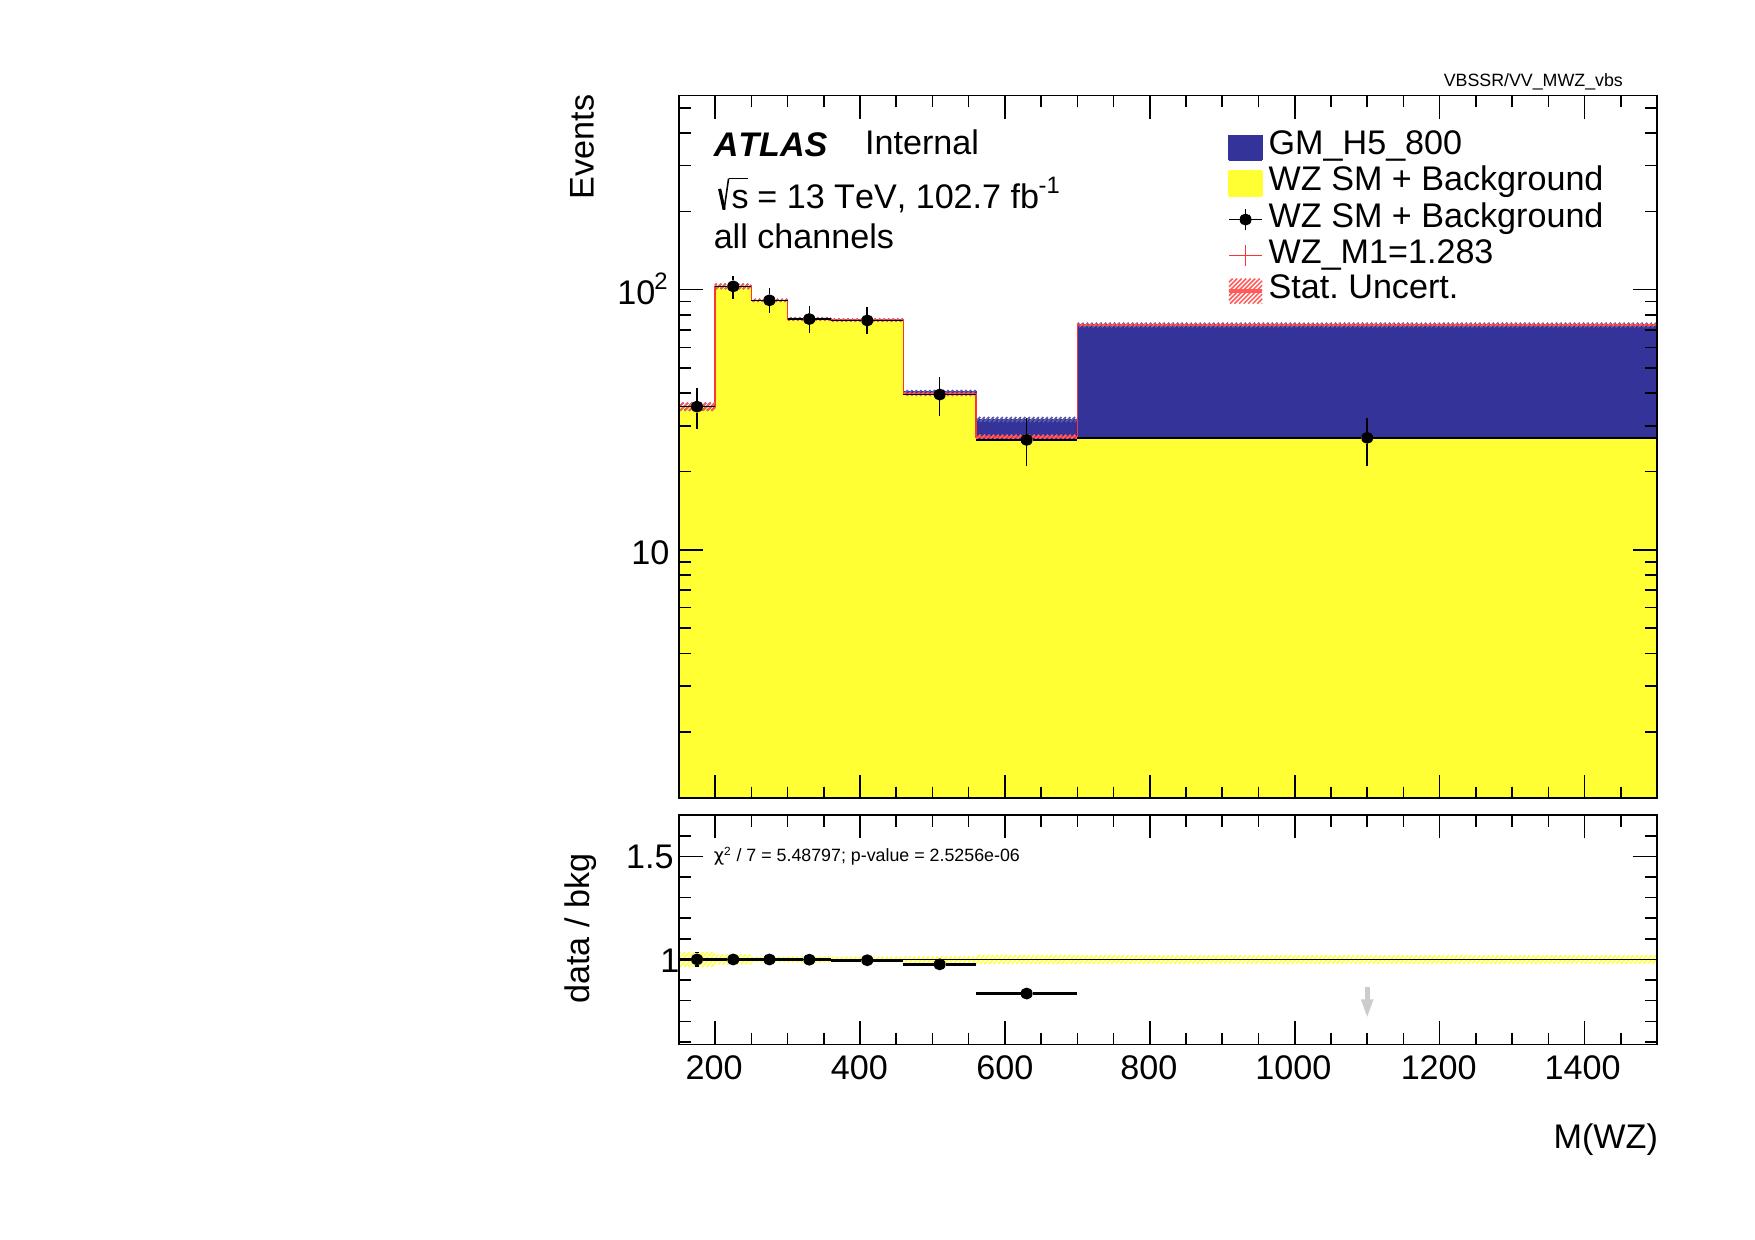 VBSSR/VV_MWZ_vbs
Events
ATLAS Internal
√s = 13 TeV, 102.7 fb⁻¹
all channels
GM_H5_800
WZ SM + Background
WZ SM + Background
WZ_M1=1.283
Stat. Uncert.
10²
10
data / bkg
1.5
χ² / 7 = 5.48797; p-value = 2.5256e-06
1
200 400 600 800 1000 1200 1400
M(WZ)